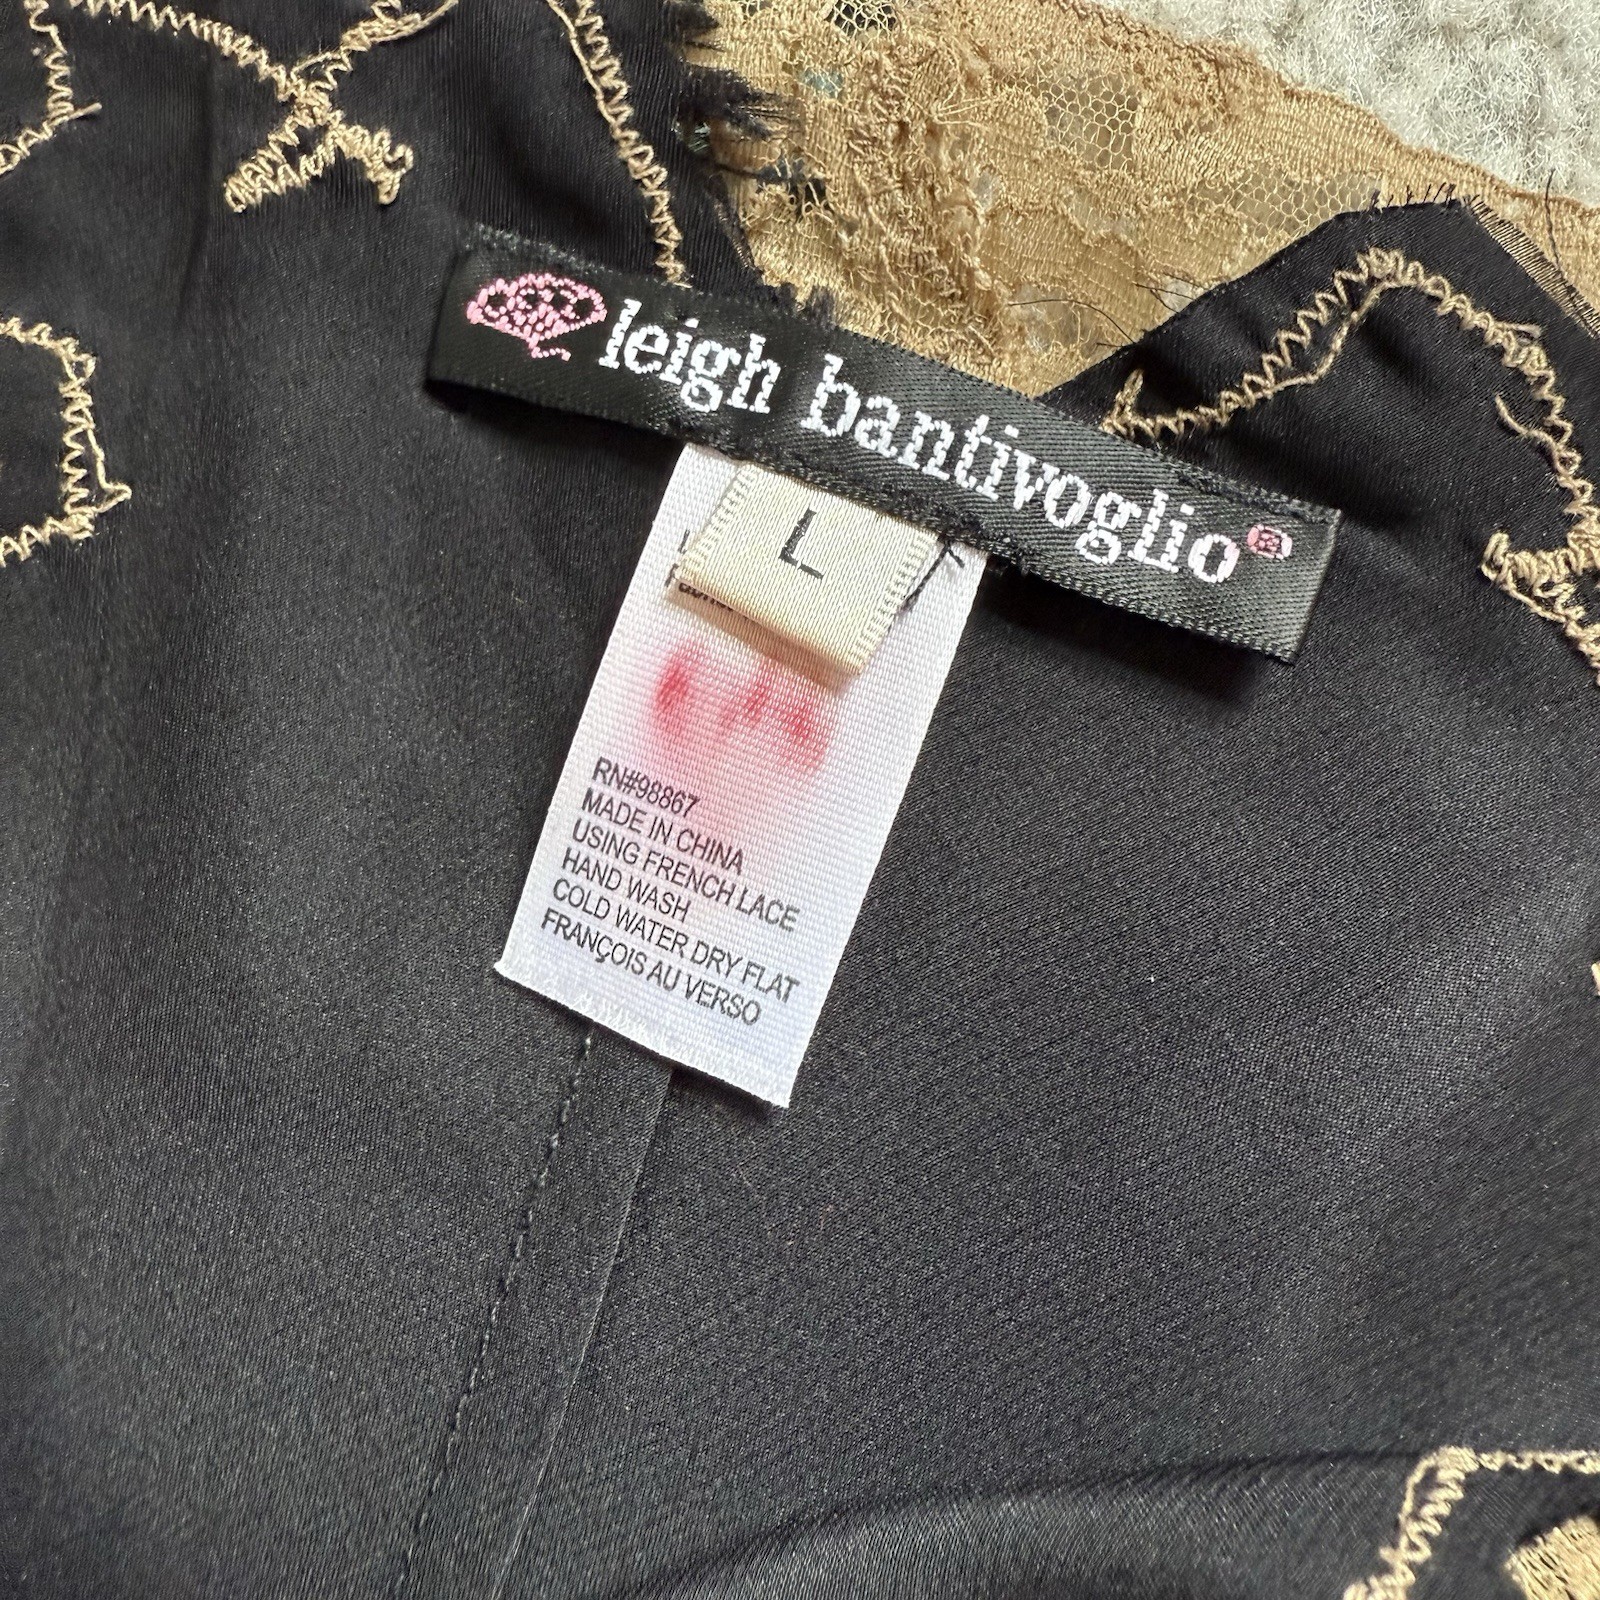 leigh bantivoglio
L
RN#98867
MADE IN CHINA
USING FRENCH LACE
HAND WASH
COLD WATER DRY FLAT
FRANÇOIS AU VERSO